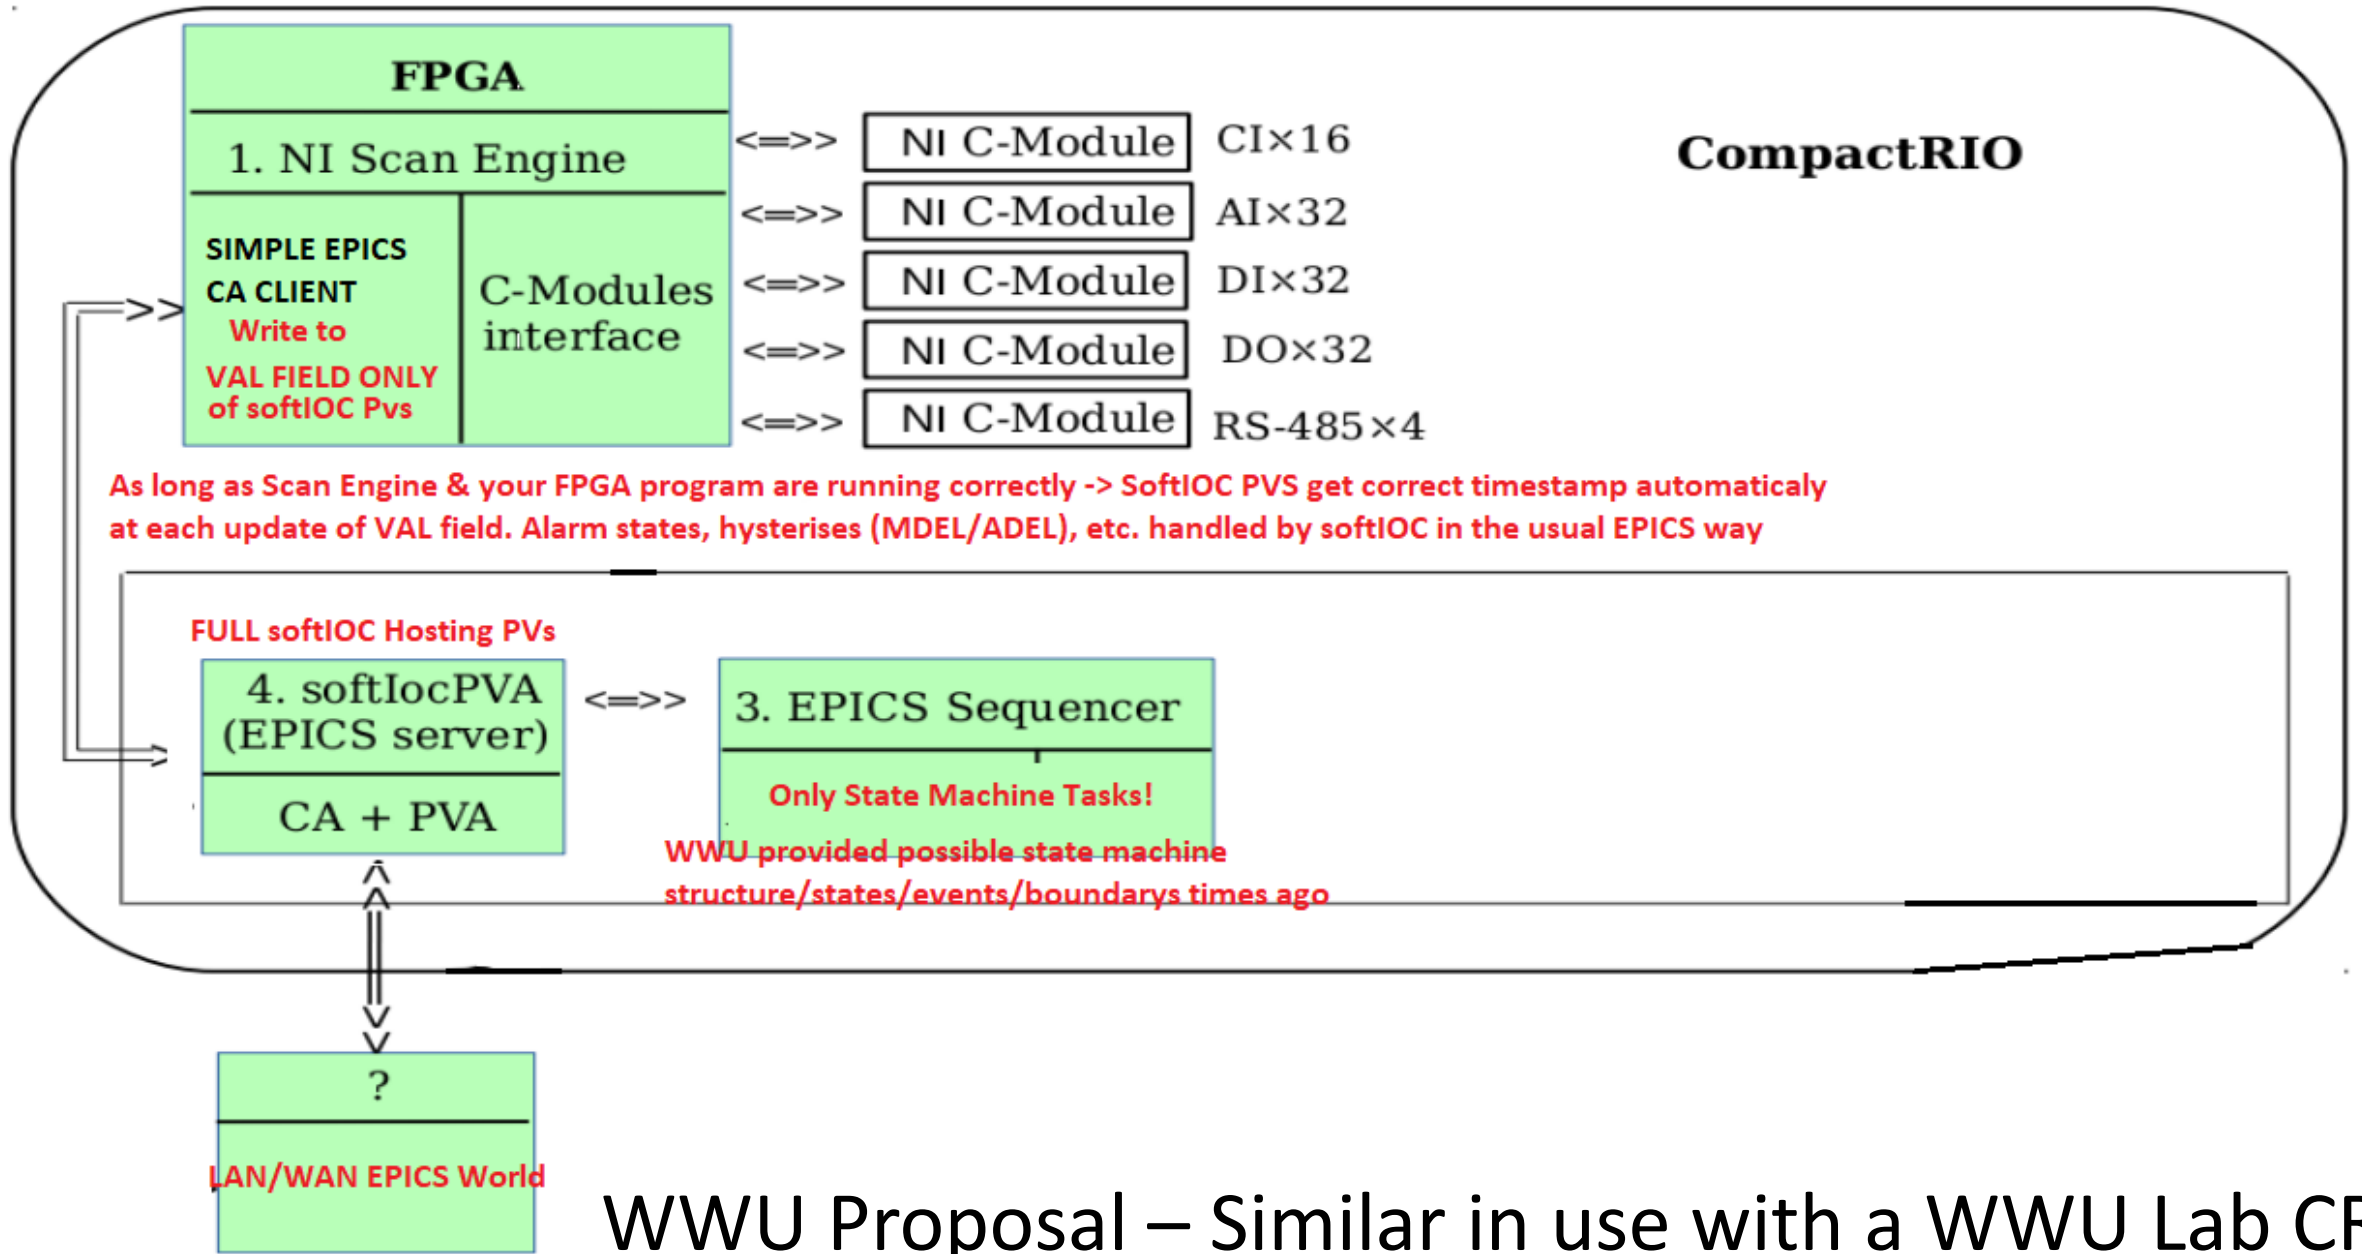 FPGA
1. NI Scan Engine
SIMPLE EPICS
CA CLIENT
Write to
VAL FIELD ONLY
of softIOC Pvs
C-Modules
interface
<=>> NI C-Module CI×16
<=>> NI C-Module AI×32
<=>> NI C-Module DI×32
<=>> NI C-Module DO×32
<=>> NI C-Module RS-485×4
CompactRIO
As long as Scan Engine & your FPGA program are running correctly -> SoftIOC PVS get correct timestamp automaticaly
at each update of VAL field. Alarm states, hysterises (MDEL/ADEL), etc. handled by softIOC in the usual EPICS way
FULL softIOC Hosting PVs
4. softIocPVA
(EPICS server)
CA + PVA
<=>>
3. EPICS Sequencer
Only State Machine Tasks!
WWU provided possible state machine
structure/states/events/boundarys times ago
?
LAN/WAN EPICS World
WWU Proposal – Similar in use with a WWU Lab